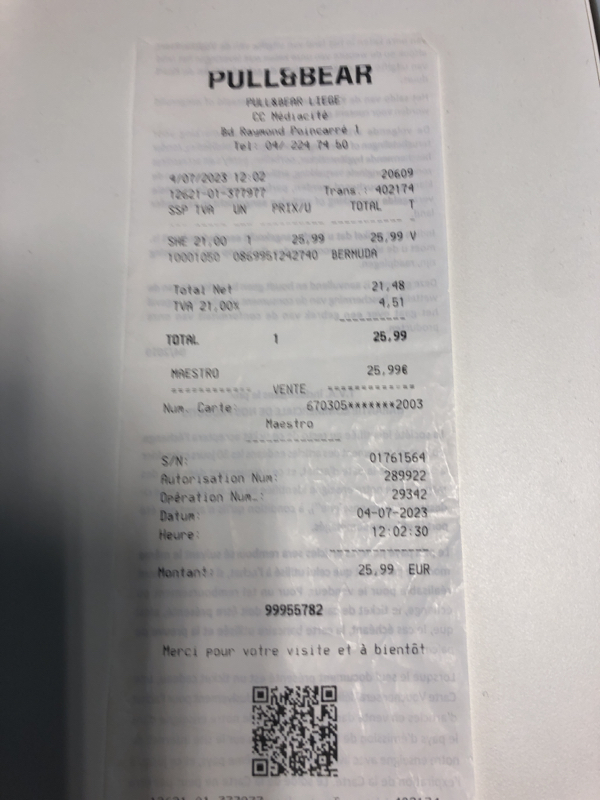 PULL&BEAR
PULL&BEAR LIEGE
CC Médiacité
Bd Raymond Poincarré 1
Tel: 04/ 224 74 60
4/07/2023 12:02 20609
12621-01-377977 Trans.: 402174
SSP TVA UN PRIX/U TOTAL T
SHE 21,00 1 25,99 25,99 V
10001050 0869951242740 BERMUDA
Total Net 21,48
TVA 21,00% 4,51
TOTAL 1 25,99
MAESTRO 25,99€
------------ VENTE ------------
Num. Carte: 670305*******2003
Maestro
S/N: 01761564
Autorisation Num: 289922
Opération Num.: 29342
Datum: 04-07-2023
Heure: 12:02:30
Montant: 25,99 EUR
99955782
Merci pour votre visite et à bientôt